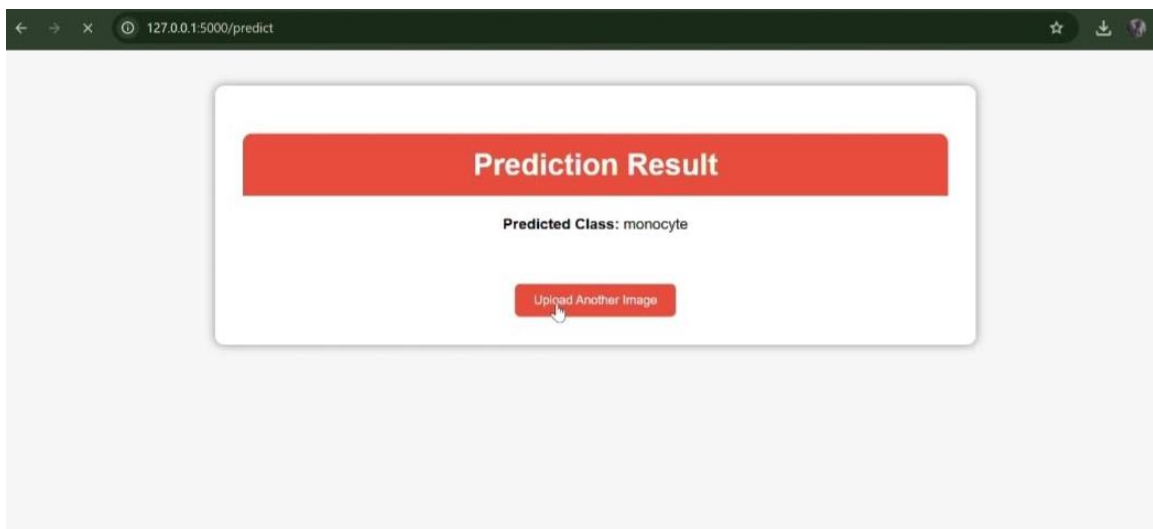 127.0.0.1:5000/predict
Prediction Result
Predicted Class: monocyte
Upload Another Image